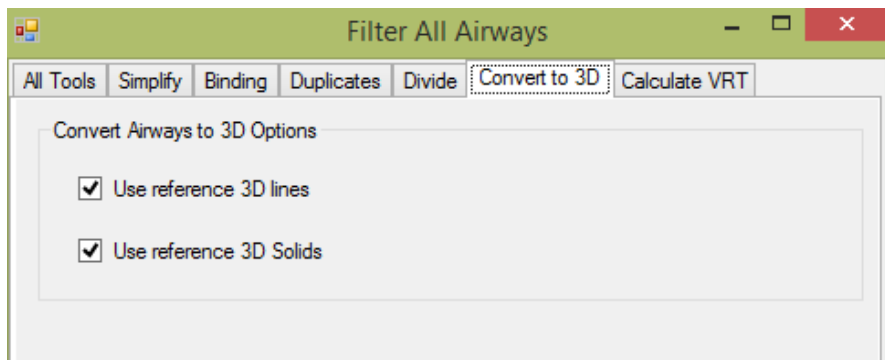 Filter All Airways
All Tools Simplify Binding Duplicates Divide Convert to 3D Calculate VRT
Convert Airways to 3D Options
Use reference 3D lines
Use reference 3D Solids